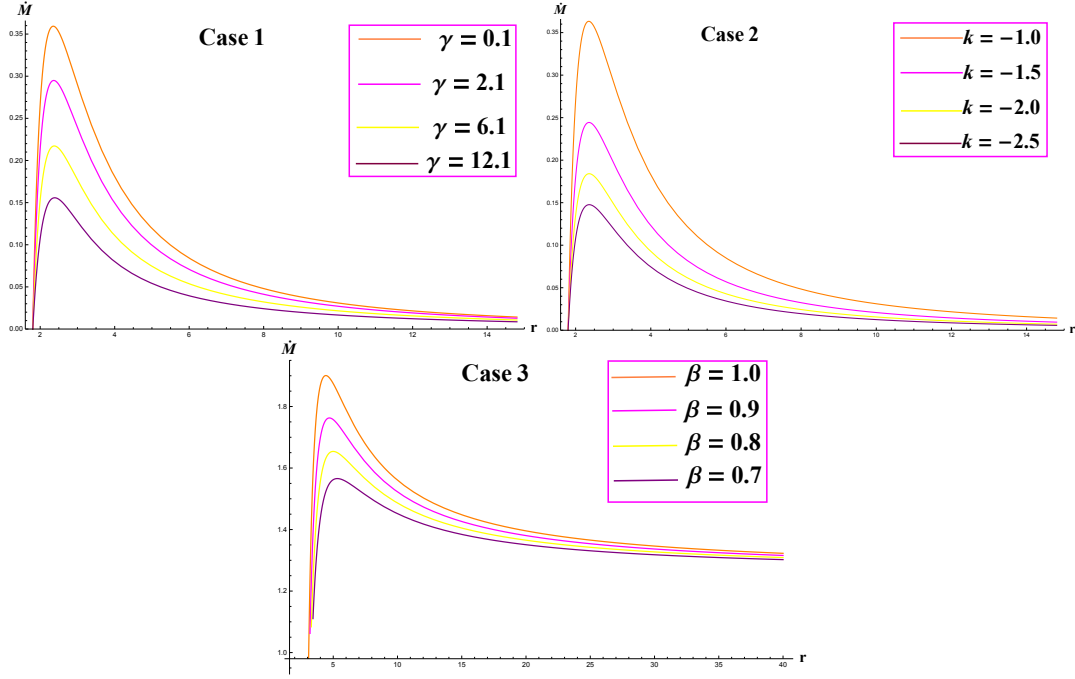 Ṁ
Case 1
γ = 0.1
γ = 2.1
γ = 6.1
γ = 12.1
0.35
0.30
0.25
0.20
0.15
0.10
0.05
0.00
2 4 6 8 10 12 14
r
Ṁ
Case 2
k = −1.0
k = −1.5
k = −2.0
k = −2.5
0.35
0.30
0.25
0.20
0.15
0.10
0.05
0.00
2 4 6 8 10 12 14
r
Ṁ
Case 3
β = 1.0
β = 0.9
β = 0.8
β = 0.7
1.8
1.6
1.4
1.2
1.0
5 10 15 20 25 30 35 40
r